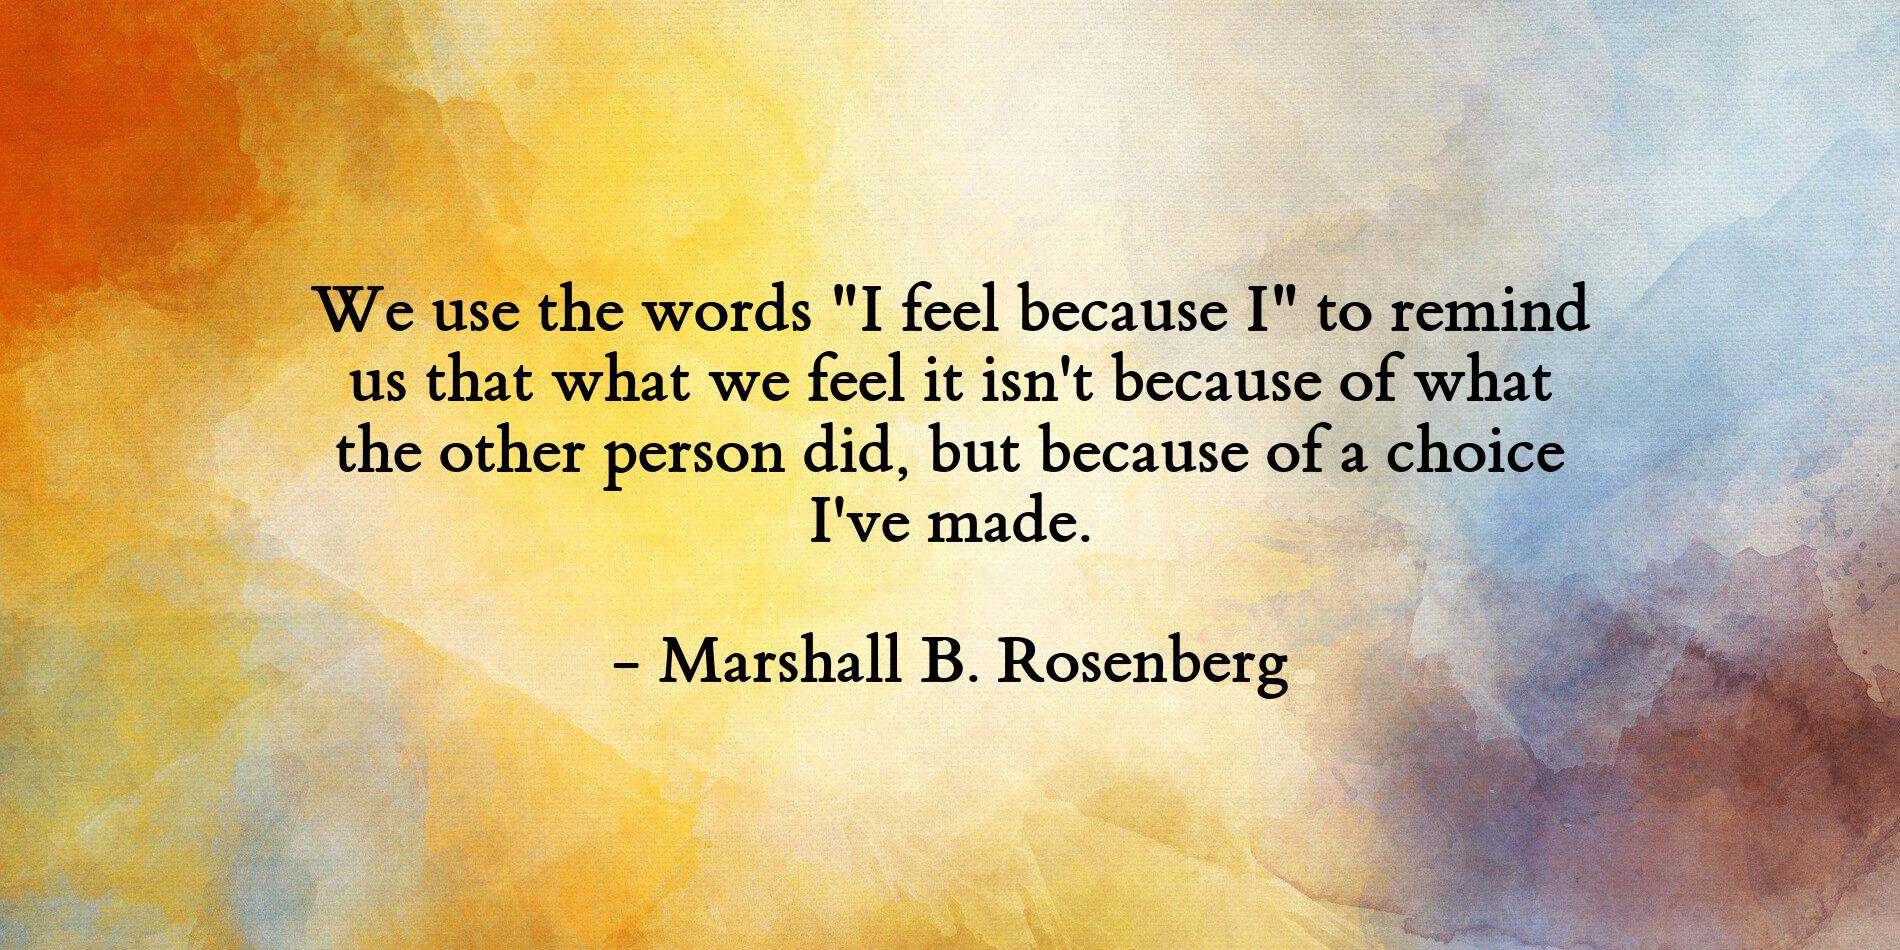 We use the words "I feel because I" to remind
us that what we feel it isn't because of what
the other person did, but because of a choice
I've made.
- Marshall B. Rosenberg